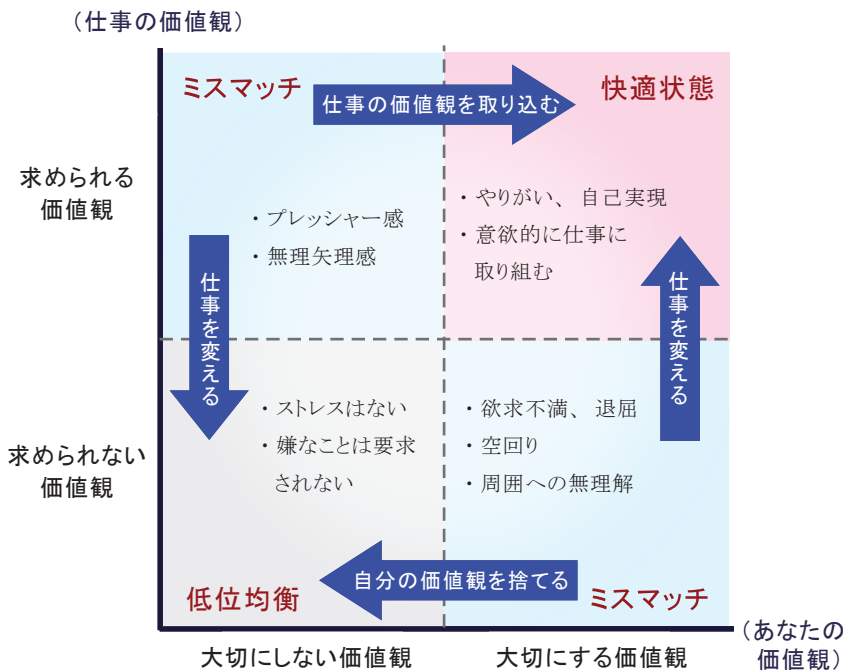 （仕事の価値観）
ミスマッチ
快適状態
仕事の価値観を取り込む
求められる
価値観
・プレッシャー感
・無理矢理感
・やりがい、自己実現
・意欲的に仕事に
取り組む
仕事を変える
仕事を変える
求められない
価値観
・ストレスはない
・嫌なことは要求
されない
・欲求不満、退屈
・空回り
・周囲への無理解
自分の価値観を捨てる
低位均衡
ミスマッチ
大切にしない価値観
大切にする価値観
（あなたの
価値観）